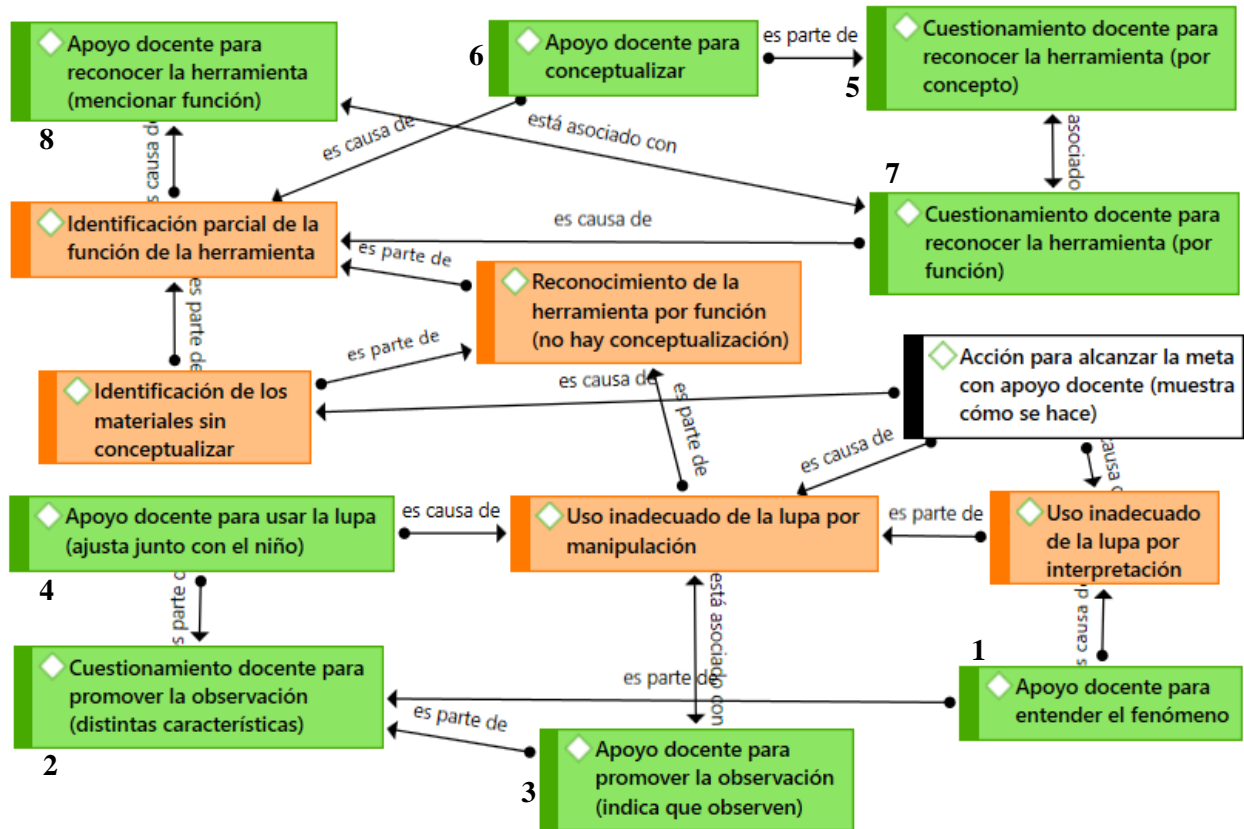 Apoyo docente para
reconocer la herramienta
(mencionar función)
8
6
Apoyo docente para
conceptualizar
es parte de
Cuestionamiento docente para
reconocer la herramienta (por
concepto)
5
es causa de
es causa de
está asociado con
asociado
7
Identificación parcial de la
función de la herramienta
es causa de
Cuestionamiento docente para
reconocer la herramienta (por
función)
es parte de
es parte de
Reconocimiento de la
herramienta por función
(no hay conceptualización)
es parte de
Identificación de los
materiales sin
conceptualizar
es causa de
es parte de
Acción para alcanzar la meta
con apoyo docente (muestra
cómo se hace)
es causa de
causa
Apoyo docente para usar la lupa
(ajusta junto con el niño)
4
es causa de
Uso inadecuado de la lupa por
manipulación
es parte de
Uso inadecuado
de la lupa por
interpretación
es parte
está asociado con
es causa de
1
Cuestionamiento docente para
promover la observación
(distintas características)
2
es parte de
es parte de
Apoyo docente para
entender el fenómeno
3
Apoyo docente para
promover la observación
(indica que observen)